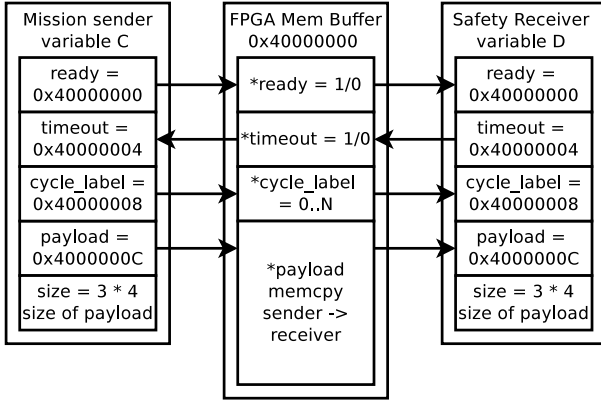 Mission sender
variable C
ready =
0x40000000
timeout =
0x40000004
cycle_label =
0x40000008
payload =
0x4000000C
size = 3 * 4
size of payload
FPGA Mem Buffer
0x40000000
*ready = 1/0
*timeout = 1/0
*cycle_label
= 0..N
*payload
memcpy
sender ->
receiver
Safety Receiver
variable D
ready =
0x40000000
timeout =
0x40000004
cycle_label =
0x40000008
payload =
0x4000000C
size = 3 * 4
size of payload